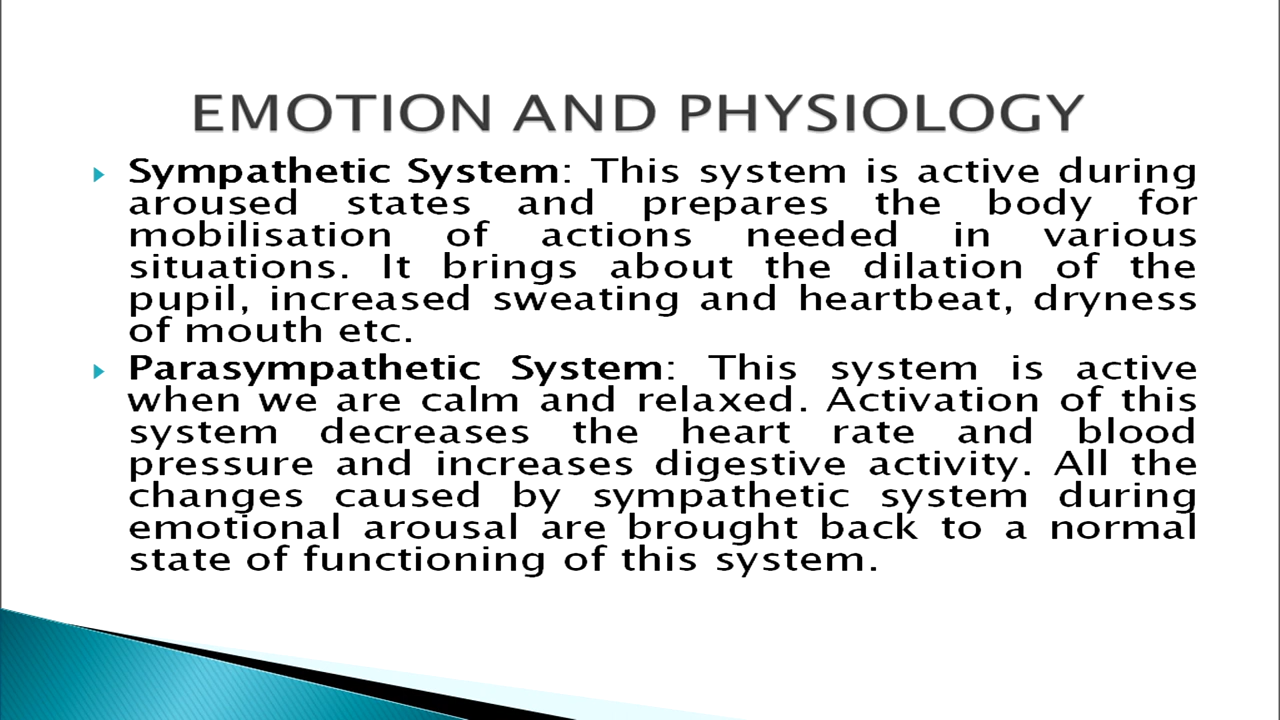 EMOTION AND PHYSIOLOGY
Sympathetic System: This system is active during
aroused states and prepares the body for
mobilisation of actions needed in various
situations. It brings about the dilation of the
pupil, increased sweating and heartbeat, dryness
of mouth etc.
Parasympathetic System: This system is active
when we are calm and relaxed. Activation of this
system decreases the heart rate and blood
pressure and increases digestive activity. All the
changes caused by sympathetic system during
emotional arousal are brought back to a normal
state of functioning of this system.